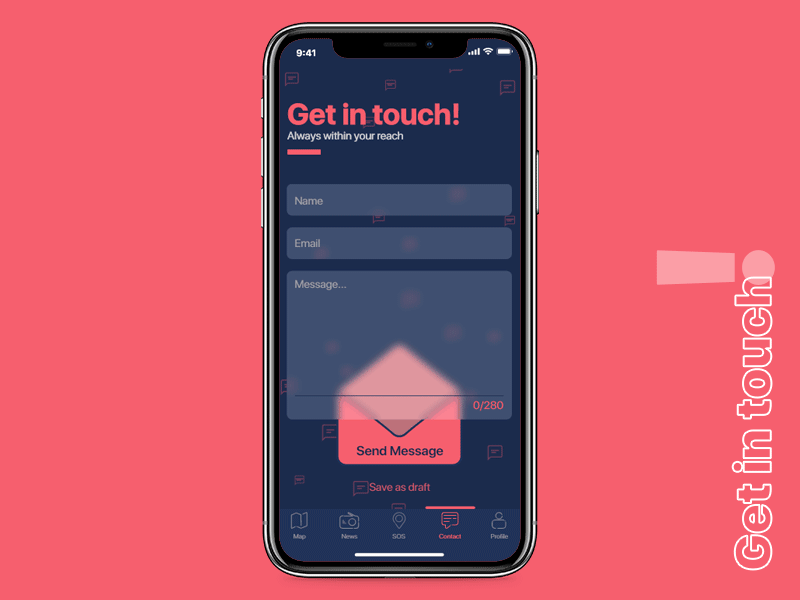 9:41
Get in touch!
Always within your reach
Name
Email
Message...
0/280
Send Message
Save as draft
Map
News
SOS
Contact
Profile
Get in touch!